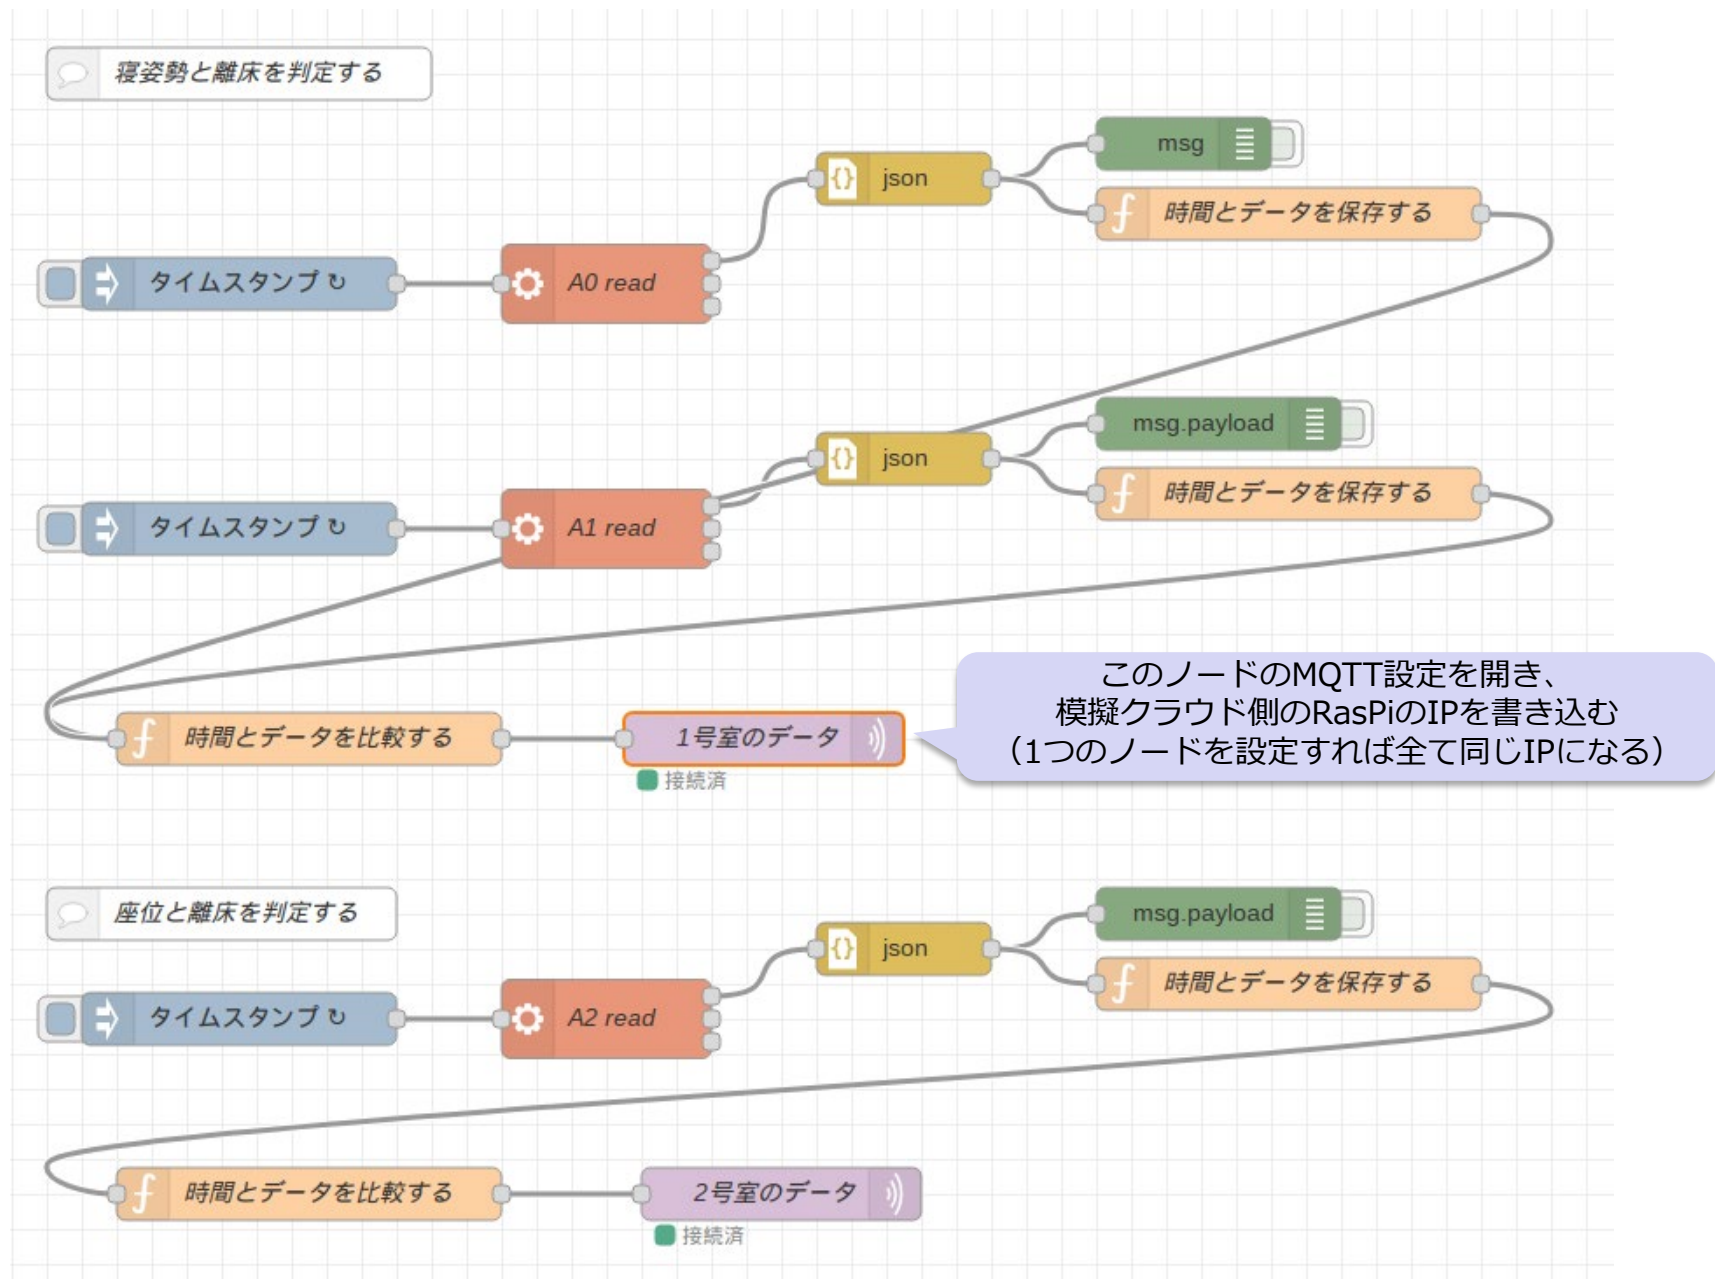 寝姿勢と離床を判定する
msg
json
時間とデータを保存する
タイムスタンプ ↻
A0 read
msg.payload
json
時間とデータを保存する
タイムスタンプ ↻
A1 read
このノードのMQTT設定を開き、
模擬クラウド側のRasPiのIPを書き込む
（1つのノードを設定すれば全て同じIPになる）
時間とデータを比較する
1号室のデータ
接続済
座位と離床を判定する
msg.payload
json
時間とデータを保存する
タイムスタンプ ↻
A2 read
時間とデータを比較する
2号室のデータ
接続済